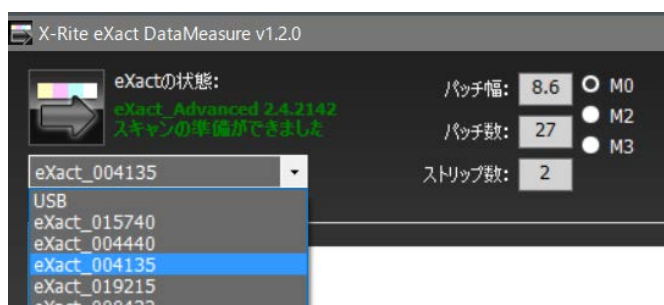 X-Rite eXact DataMeasure v1.2.0
eXactの状態:
eXact_Advanced 2.4.2142
スキャンの準備ができました
パッチ幅: 8.6
パッチ数: 27
ストリップ数: 2
M0
M2
M3
eXact_004135
USB
eXact_015740
eXact_004440
eXact_004135
eXact_019215